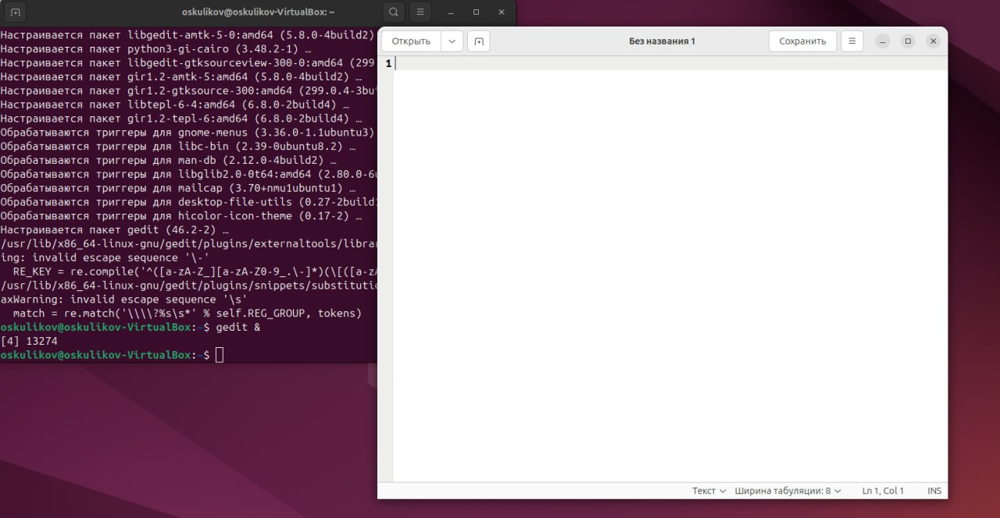 oskulikov@oskulikov-VirtualBox: ~
Настраивается пакет libgedit-amtk-5-0:amd64 (5.8.0-4build2)
Настраивается пакет python3-gi-cairo (3.48.2-1) …
Настраивается пакет libgedit-gtksourceview-300-0:amd64 (299
Настраивается пакет gir1.2-amtk-5:amd64 (5.8.0-4build2) …
Настраивается пакет gir1.2-gtksource-300:amd64 (299.0.4-3bu
Настраивается пакет libtepl-6-4:amd64 (6.8.0-2build4) …
Настраивается пакет gir1.2-tepl-6:amd64 (6.8.0-2build4) …
Обрабатываются триггеры для gnome-menus (3.36.0-1.1ubuntu3)
Обрабатываются триггеры для libc-bin (2.39-0ubuntu8.2) …
Обрабатываются триггеры для man-db (2.12.0-4build2) …
Обрабатываются триггеры для libglib2.0-0t64:amd64 (2.80.0-6u
Обрабатываются триггеры для mailcap (3.70+nmu1ubuntu1) …
Обрабатываются триггеры для desktop-file-utils (0.27-2build1
Обрабатываются триггеры для hicolor-icon-theme (0.17-2) …
Настраивается пакет gedit (46.2-2) …
/usr/lib/x86_64-linux-gnu/gedit/plugins/externaltools/librar
ing: invalid escape sequence '\-'
RE_KEY = re.compile('^([a-zA-Z_][a-zA-Z0-9_.\-]*)(\[([a-zA
/usr/lib/x86_64-linux-gnu/gedit/plugins/snippets/substitutio
axWarning: invalid escape sequence '\s'
match = re.match('\\\\?%s\s*' % self.REG_GROUP, tokens)
oskulikov@oskulikov-VirtualBox:~$ gedit &
[4] 13274
oskulikov@oskulikov-VirtualBox:~$
Открыть
Без названия 1
Сохранить
1
Текст
Ширина табуляции: 8
Ln 1, Col 1
INS